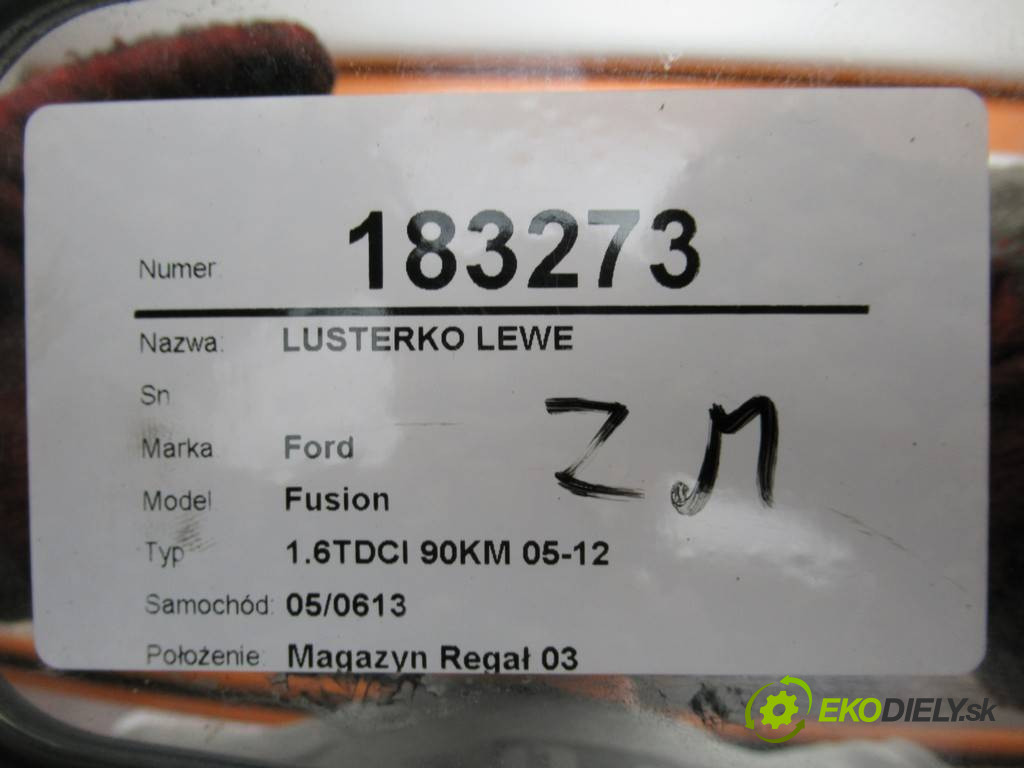 Numer 183273
Nazwa: LUSTERKO LEWE
Sn
ZM
Marka Ford
Model Fusion
Typ 1.6TDCI 90KM 05-12
Samochód: 05/0613
Położenie: Magazyn Regał 03
EKODIELY.sk